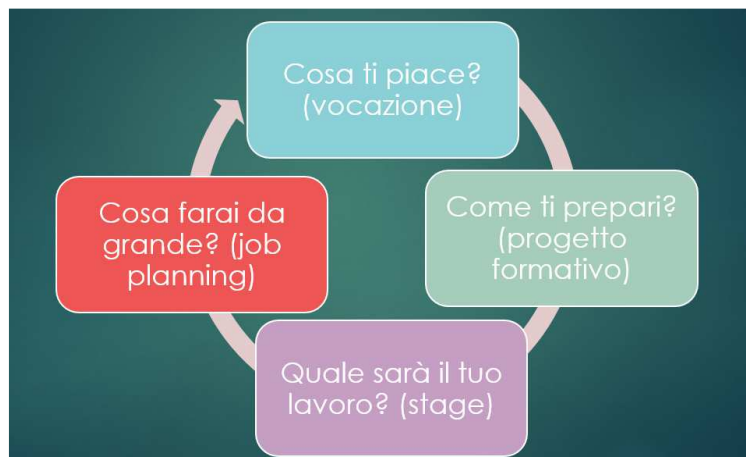 Cosa ti piace?
(vocazione)
Come ti prepari?
(progetto
formativo)
Quale sarà il tuo
lavoro? (stage)
Cosa farai da
grande? (job
planning)